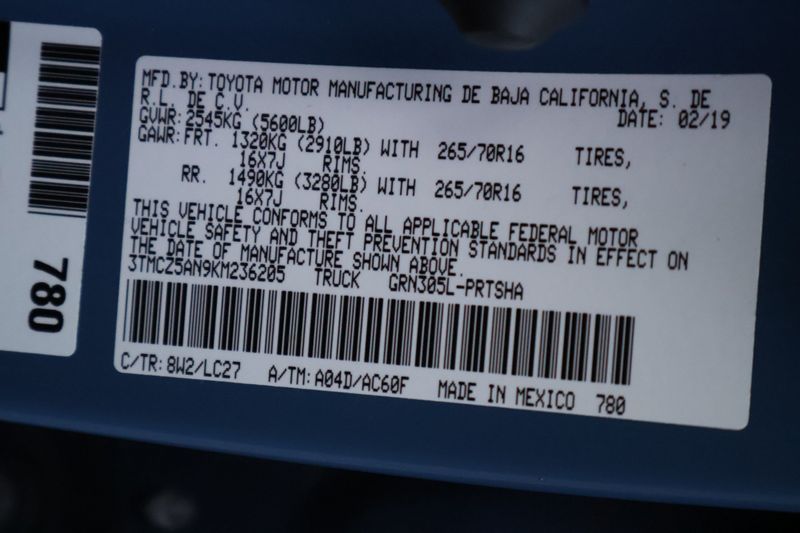 MFD.BY: TOYOTA MOTOR MANUFACTURING DE BAJA CALIFORNIA, S. DE
R.L. DE C.V.
DATE: 02/19
GVWR: 2545KG (5600LB)
GAWR: FRT. 1320KG (2910LB) WITH 265/70R16 TIRES,
16X7J RIMS.
RR. 1490KG (3280LB) WITH 265/70R16 TIRES,
16X7J RIMS.
THIS VEHICLE CONFORMS TO ALL APPLICABLE FEDERAL MOTOR
VEHICLE SAFETY AND THEFT PREVENTION STANDARDS IN EFFECT ON
THE DATE OF MANUFACTURE SHOWN ABOVE.
3TMCZ5AN9KM236205 TRUCK GRN305L-PRTSHA
C/TR: 8W2/LC27 A/TM: A04D/AC60F MADE IN MEXICO 780
780